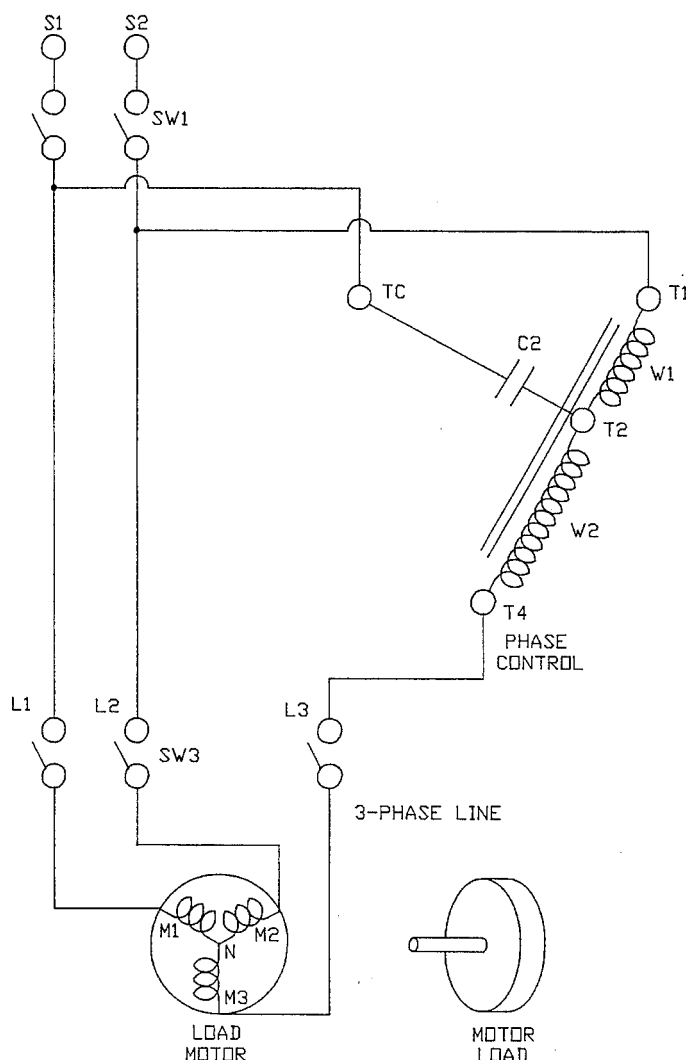 S1
S2
SW1
TC
T1
C2
W1
T2
W2
T4
PHASE
CONTROL
L1
L2
L3
SW3
3-PHASE LINE
M1
M2
N
M3
LOAD
MOTOR
MOTOR
LOAD